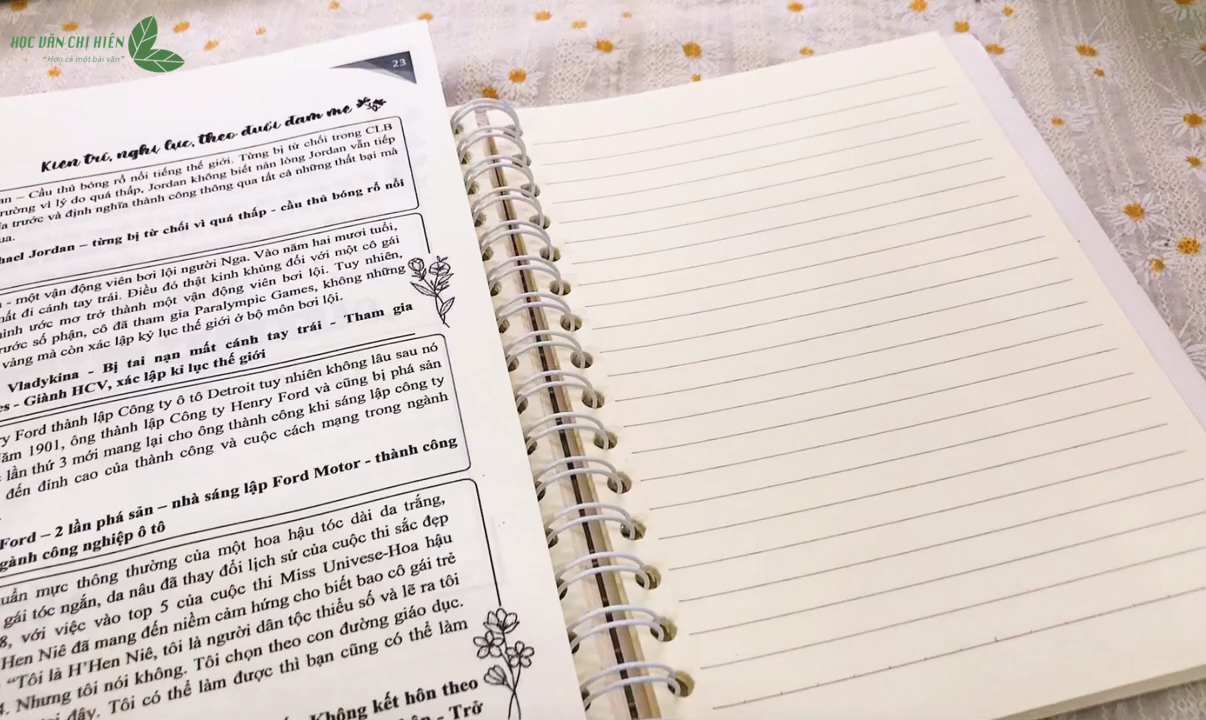 HỌC VĂN CHỊ HIÊN
"Hơn cả một bài văn"
23
Kiên trì, nghị lực, theo đuổi đam mê
an – Cầu thủ bóng rổ nổi tiếng thế giới. Từng bị từ chối trong CLB
rường vì lý do quá thấp, Jordan không biết nản lòng Jordan vẫn tiếp
ía trước và định nghĩa thành công thông qua tất cả những thất bại mà
ua.
hael Jordan – từng bị từ chối vì quá thấp - cầu thủ bóng rổ nổi
- một vận động viên bơi lội người Nga. Vào năm hai mươi tuổi,
nất đi cánh tay trái. Điều đó thật kinh khủng đối với một cô gái
nình ước mơ trở thành một vận động viên bơi lội. Tuy nhiên,
rước số phận, cô đã tham gia Paralympic Games, không những
vàng mà còn xác lập kỷ lục thế giới ở bộ môn bơi lội.
Vladykina - Bị tai nạn mất cánh tay trái - Tham gia
es - Giành HCV, xác lập kỉ lục thế giới
ry Ford thành lập Công ty ô tô Detroit tuy nhiên không lâu sau nó
Năm 1901, ông thành lập Công ty Henry Ford và cũng bị phá sản
lần thứ 3 mới mang lại cho ông thành công khi sáng lập công ty
đến đỉnh cao của thành công và cuộc cách mạng trong ngành
Ford – 2 lần phá sản – nhà sáng lập Ford Motor - thành công
gành công nghiệp ô tô
uẩn mực thông thường của một hoa hậu tóc dài da trắng,
gái tóc ngắn, da nâu đã thay đổi lịch sử của cuộc thi sắc đẹp
8, với việc vào top 5 của cuộc thi Miss Univese-Hoa hậu
Hen Niê đã mang đến niềm cảm hứng cho biết bao cô gái trẻ
"Tôi là H'Hen Niê, tôi là người dân tộc thiểu số và lẽ ra tôi
4. Nhưng tôi nói không. Tôi chọn theo con đường giáo dục.
đây. Tôi có thể làm được thì bạn cũng có thể làm
Không kết hôn theo
- Trở